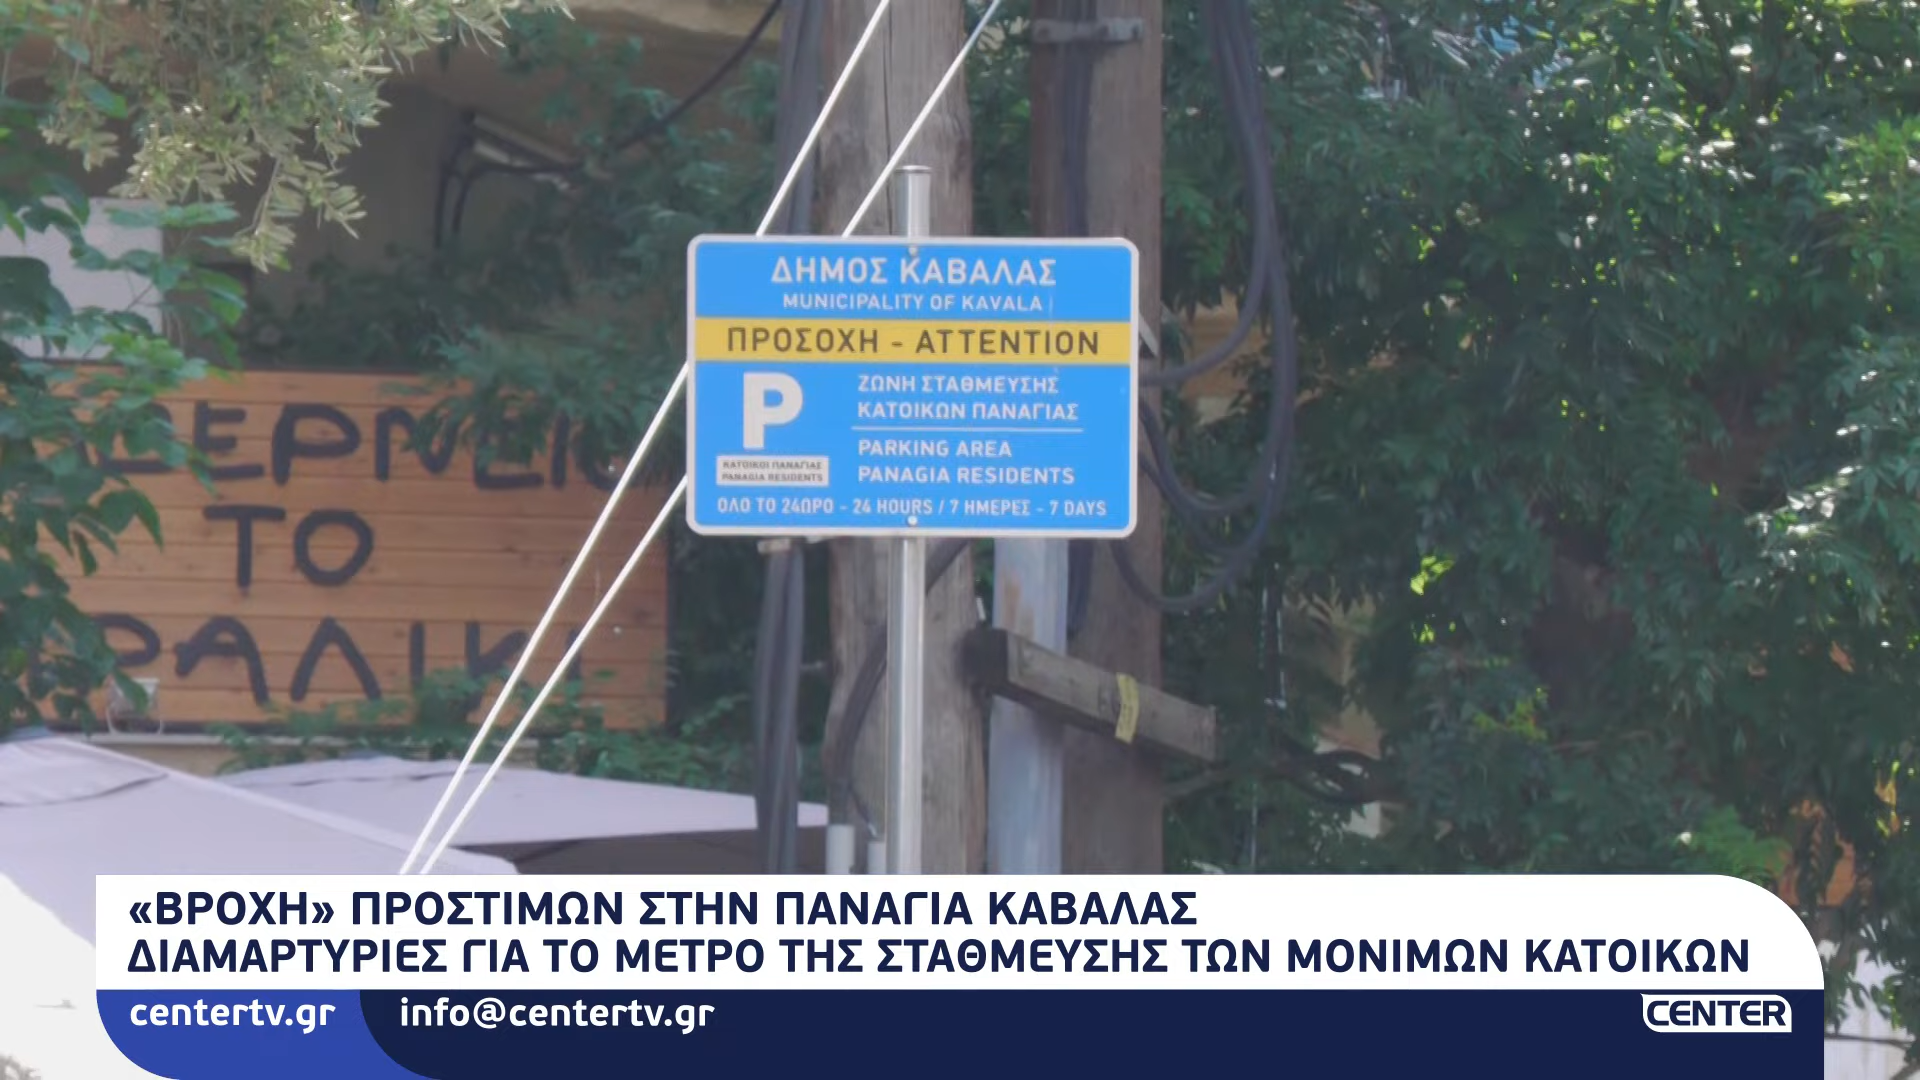 ΔΗΜΟΣ ΚΑΒΑΛΑΣ
MUNICIPALITY OF KAVALA
ΠΡΟΣΟΧΗ - ATTENTION
P
ΚΑΤΟΙΚΟΙ ΠΑΝΑΓΙΑΣ
PANAGIA RESIDENTS
ΖΩΝΗ ΣΤΑΘΜΕΥΣΗΣ
ΚΑΤΟΙΚΩΝ ΠΑΝΑΓΙΑΣ
PARKING AREA
PANAGIA RESIDENTS
ΟΛΟ ΤΟ 24ΩΡΟ - 24 HOURS / 7 ΗΜΕΡΕΣ - 7 DAYS
ΤΟ
«ΒΡΟΧΗ» ΠΡΟΣΤΙΜΩΝ ΣΤΗΝ ΠΑΝΑΓΙΑ ΚΑΒΑΛΑΣ
ΔΙΑΜΑΡΤΥΡΙΕΣ ΓΙΑ ΤΟ ΜΕΤΡΟ ΤΗΣ ΣΤΑΘΜΕΥΣΗΣ ΤΩΝ ΜΟΝΙΜΩΝ ΚΑΤΟΙΚΩΝ
centertv.gr info@centertv.gr CENTER